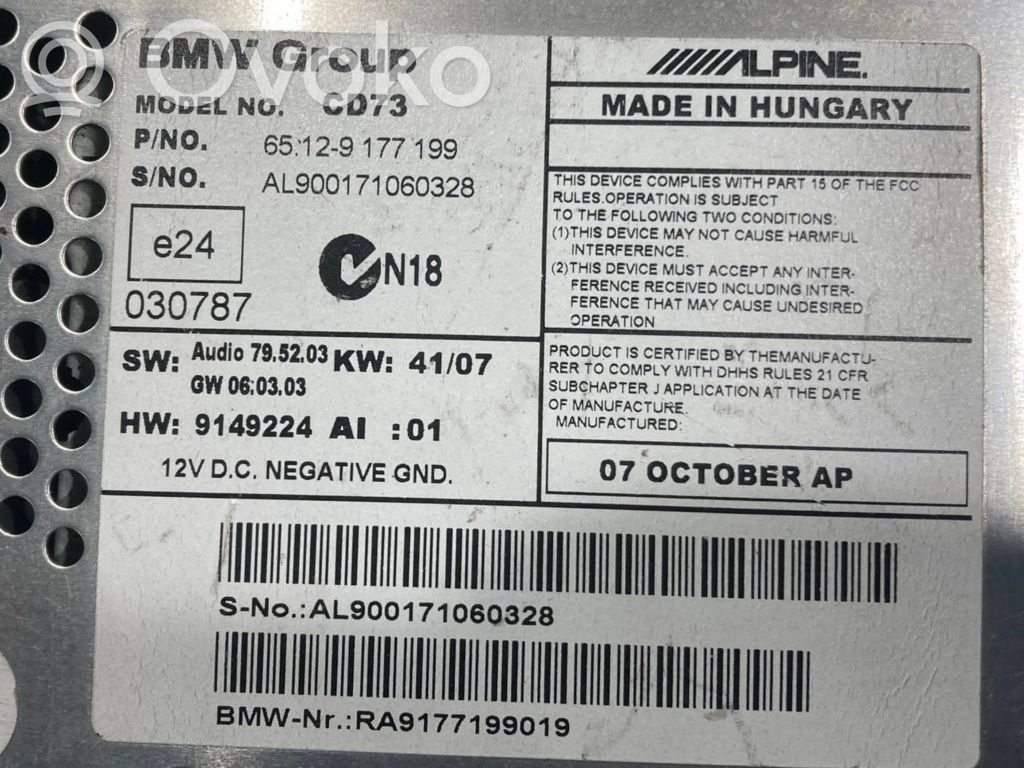 BMW Group
Ovoko
MODEL NO. CD73
P/NO. 65.12-9 177 199
S/NO. AL900171060328
e24
N18
030787
SW: Audio 79.52.03 KW: 41/07
GW 06.03.03
HW: 9149224 AI :01
12V D.C. NEGATIVE GND.
ALPINE.
MADE IN HUNGARY
THIS DEVICE COMPLIES WITH PART 15 OF THE FCC
RULES.OPERATION IS SUBJECT
TO THE FOLLOWING TWO CONDITIONS:
(1)THIS DEVICE MAY NOT CAUSE HARMFUL
INTERFERENCE.
(2)THIS DEVICE MUST ACCEPT ANY INTER-
FERENCE RECEIVED INCLUDING INTER-
FERENCE THAT MAY CAUSE UNDESIRED
OPERATION
PRODUCT IS CERTIFIED BY THEMANUFACTU-
RER TO COMPLY WITH DHHS RULES 21 CFR
SUBCHAPTER J APPLICATION AT THE DATE
OF MANUFACTURE.
MANUFACTURED:
07 OCTOBER AP
S-No.:AL900171060328
BMW-Nr.:RA9177199019